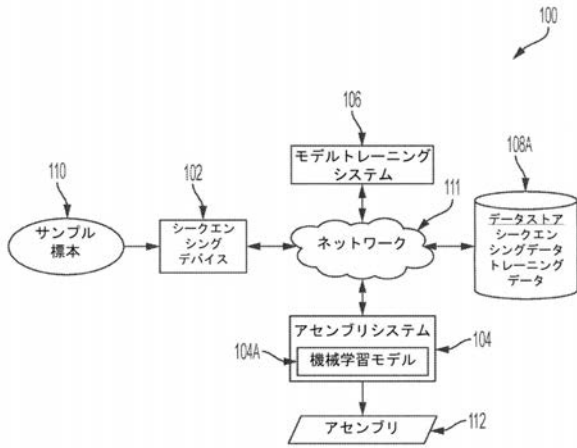 100
106
モデルトレーニング
システム
108A
110
102
111
サンプル
標本
シークエン
シング
デバイス
ネットワーク
データストア
シークエン
シングデータ
トレーニング
データ
アセンブリシステム
104A
機械学習モデル
104
アセンブリ
112